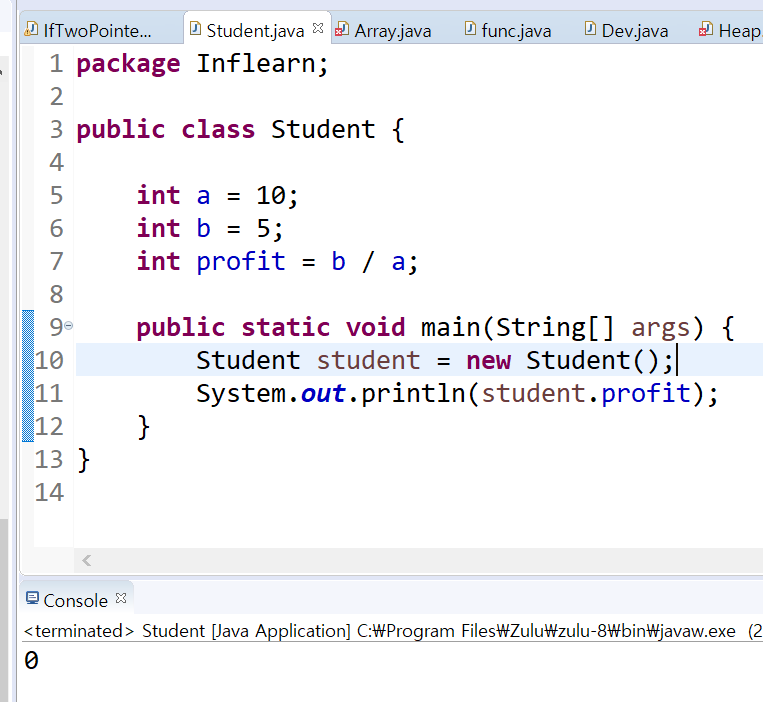 IfTwoPointe... Student.java Array.java func.java Dev.java Heap.
1 package Inflearn;
2
3 public class Student {
4
5 int a = 10;
6 int b = 5;
7 int profit = b / a;
8
9 public static void main(String[] args) {
10 Student student = new Student();
11 System.out.println(student.profit);
12 }
13 }
14
Console
<terminated> Student [Java Application] C:₩Program Files₩Zulu₩zulu-8₩bin₩javaw.exe (2
0